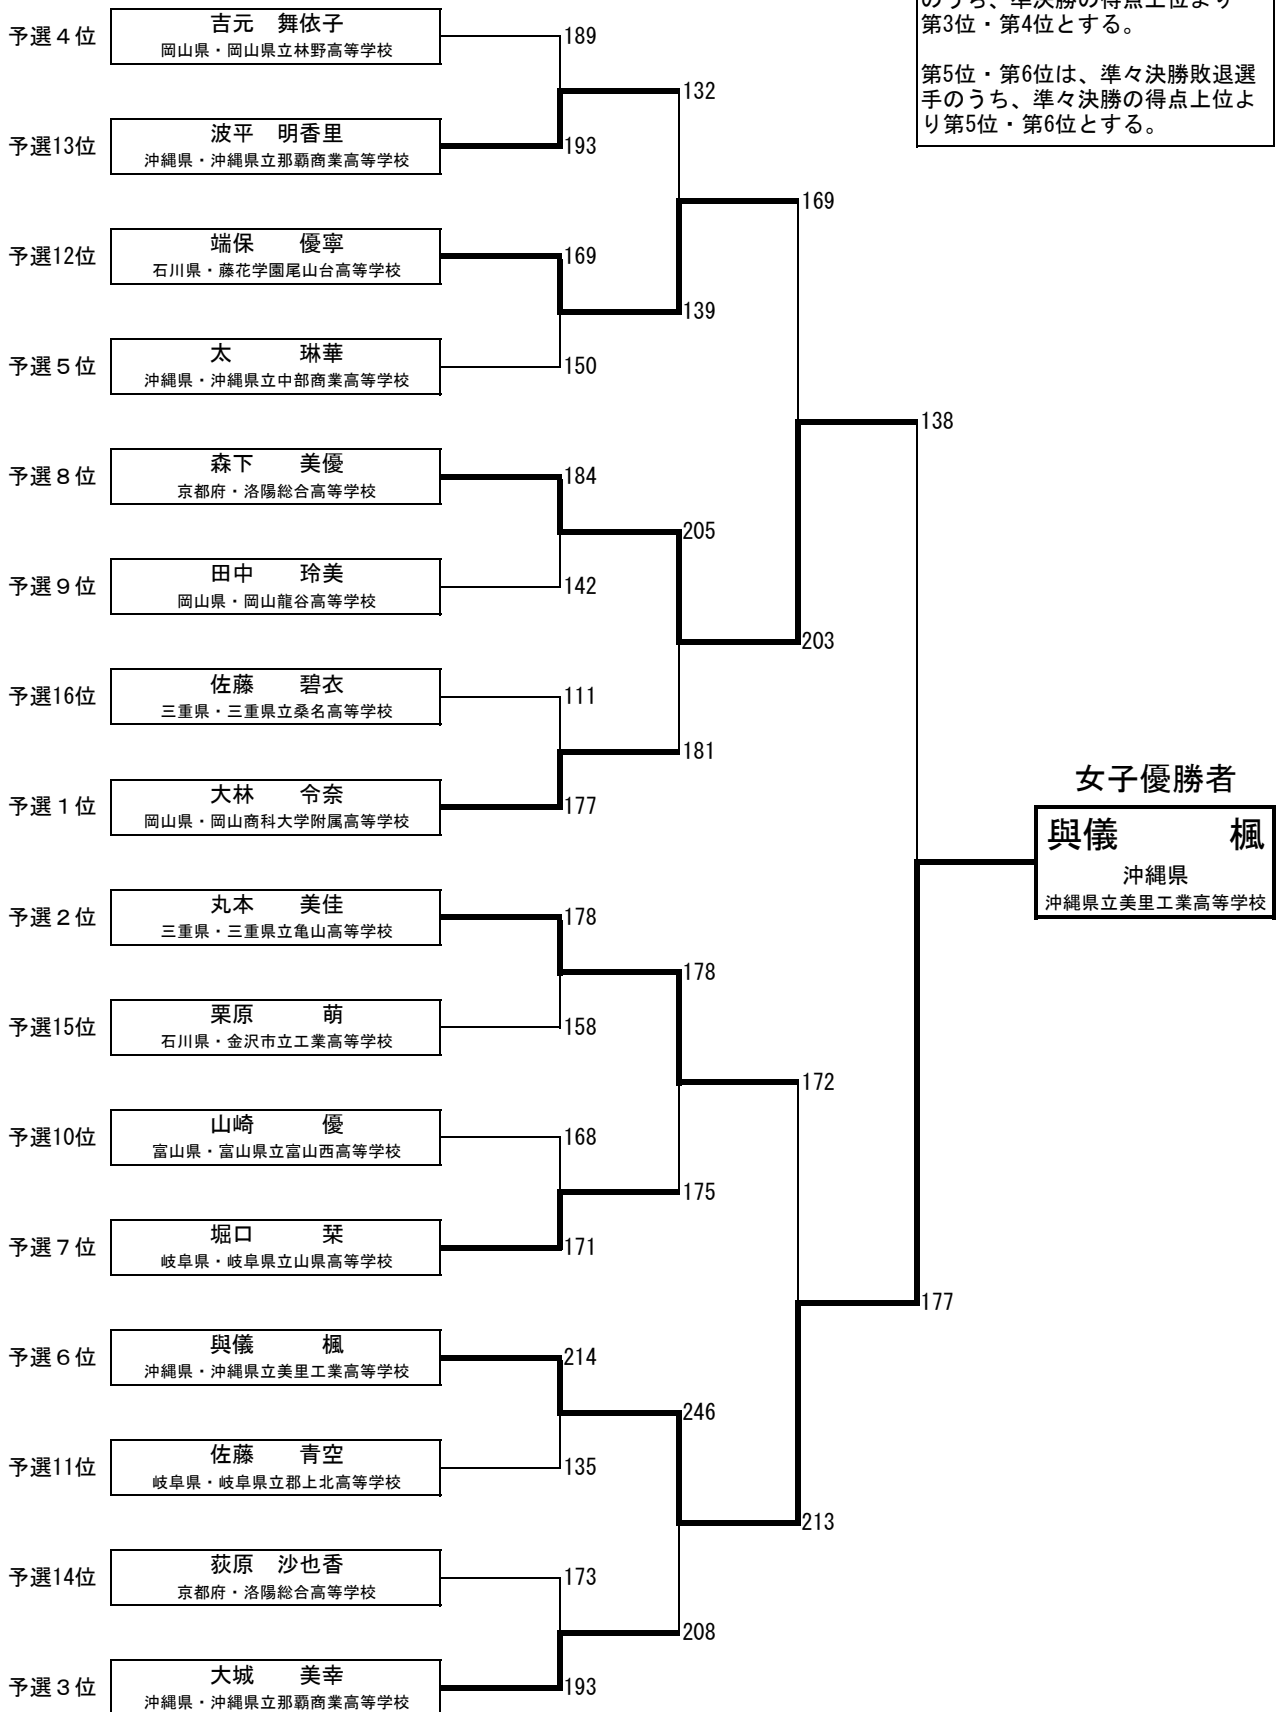 のうち、準決勝の得点上位より
第3位・第4位とする。
第5位・第6位は、準々決勝敗退選
手のうち、準々決勝の得点上位よ
り第5位・第6位とする。
予選４位
吉元　舞依子
岡山県・岡山県立林野高等学校
189
132
予選13位
波平　明香里
沖縄県・沖縄県立那覇商業高等学校
193
169
予選12位
端保　　優寧
石川県・藤花学園尾山台高等学校
169
139
予選５位
太　　　琳華
沖縄県・沖縄県立中部商業高等学校
150
138
予選８位
森下　　美優
京都府・洛陽総合高等学校
184
205
予選９位
田中　　玲美
岡山県・岡山龍谷高等学校
142
203
予選16位
佐藤　　碧衣
三重県・三重県立桑名高等学校
111
181
予選１位
大林　　令奈
岡山県・岡山商科大学附属高等学校
177
女子優勝者
與儀　　　楓
沖縄県
沖縄県立美里工業高等学校
予選２位
丸本　　美佳
三重県・三重県立亀山高等学校
178
178
予選15位
栗原　　　萌
石川県・金沢市立工業高等学校
158
172
予選10位
山崎　　　優
富山県・富山県立富山西高等学校
168
175
予選７位
堀口　　　栞
岐阜県・岐阜県立山県高等学校
171
177
予選６位
與儀　　　楓
沖縄県・沖縄県立美里工業高等学校
214
246
予選11位
佐藤　　青空
岐阜県・岐阜県立郡上北高等学校
135
213
予選14位
荻原　沙也香
京都府・洛陽総合高等学校
173
208
予選３位
大城　　美幸
沖縄県・沖縄県立那覇商業高等学校
193